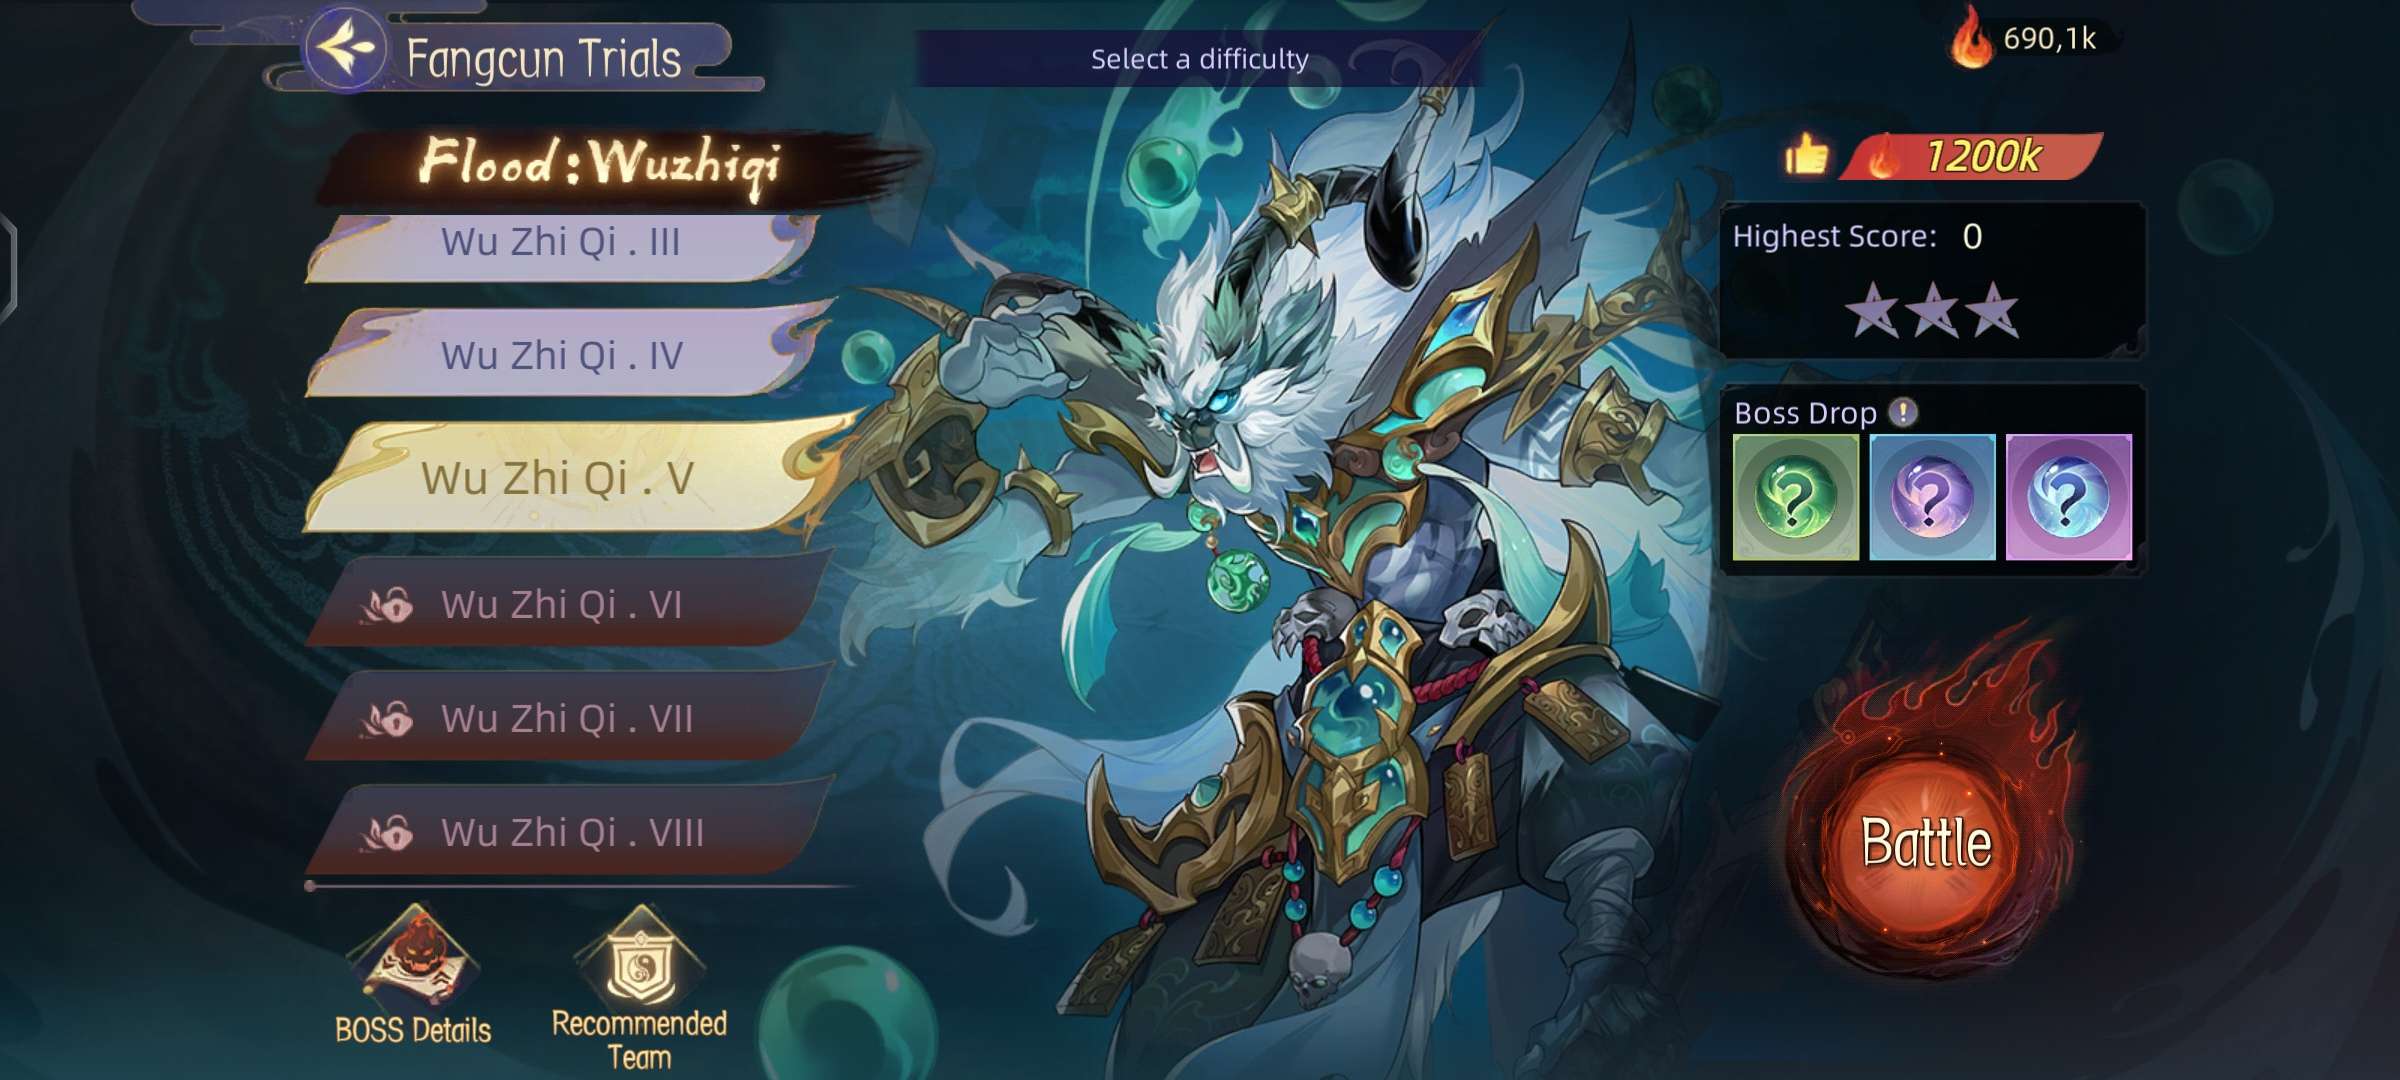 Fangcun Trials
Select a difficulty
690,1k
Flood:Wuzhiqi
1200k
Wu Zhi Qi . III
Highest Score: 0
Wu Zhi Qi . IV
Boss Drop !
Wu Zhi Qi . V
? ? ?
Wu Zhi Qi . VI
Wu Zhi Qi . VII
Wu Zhi Qi . VIII
Battle
BOSS Details
Recommended
Team